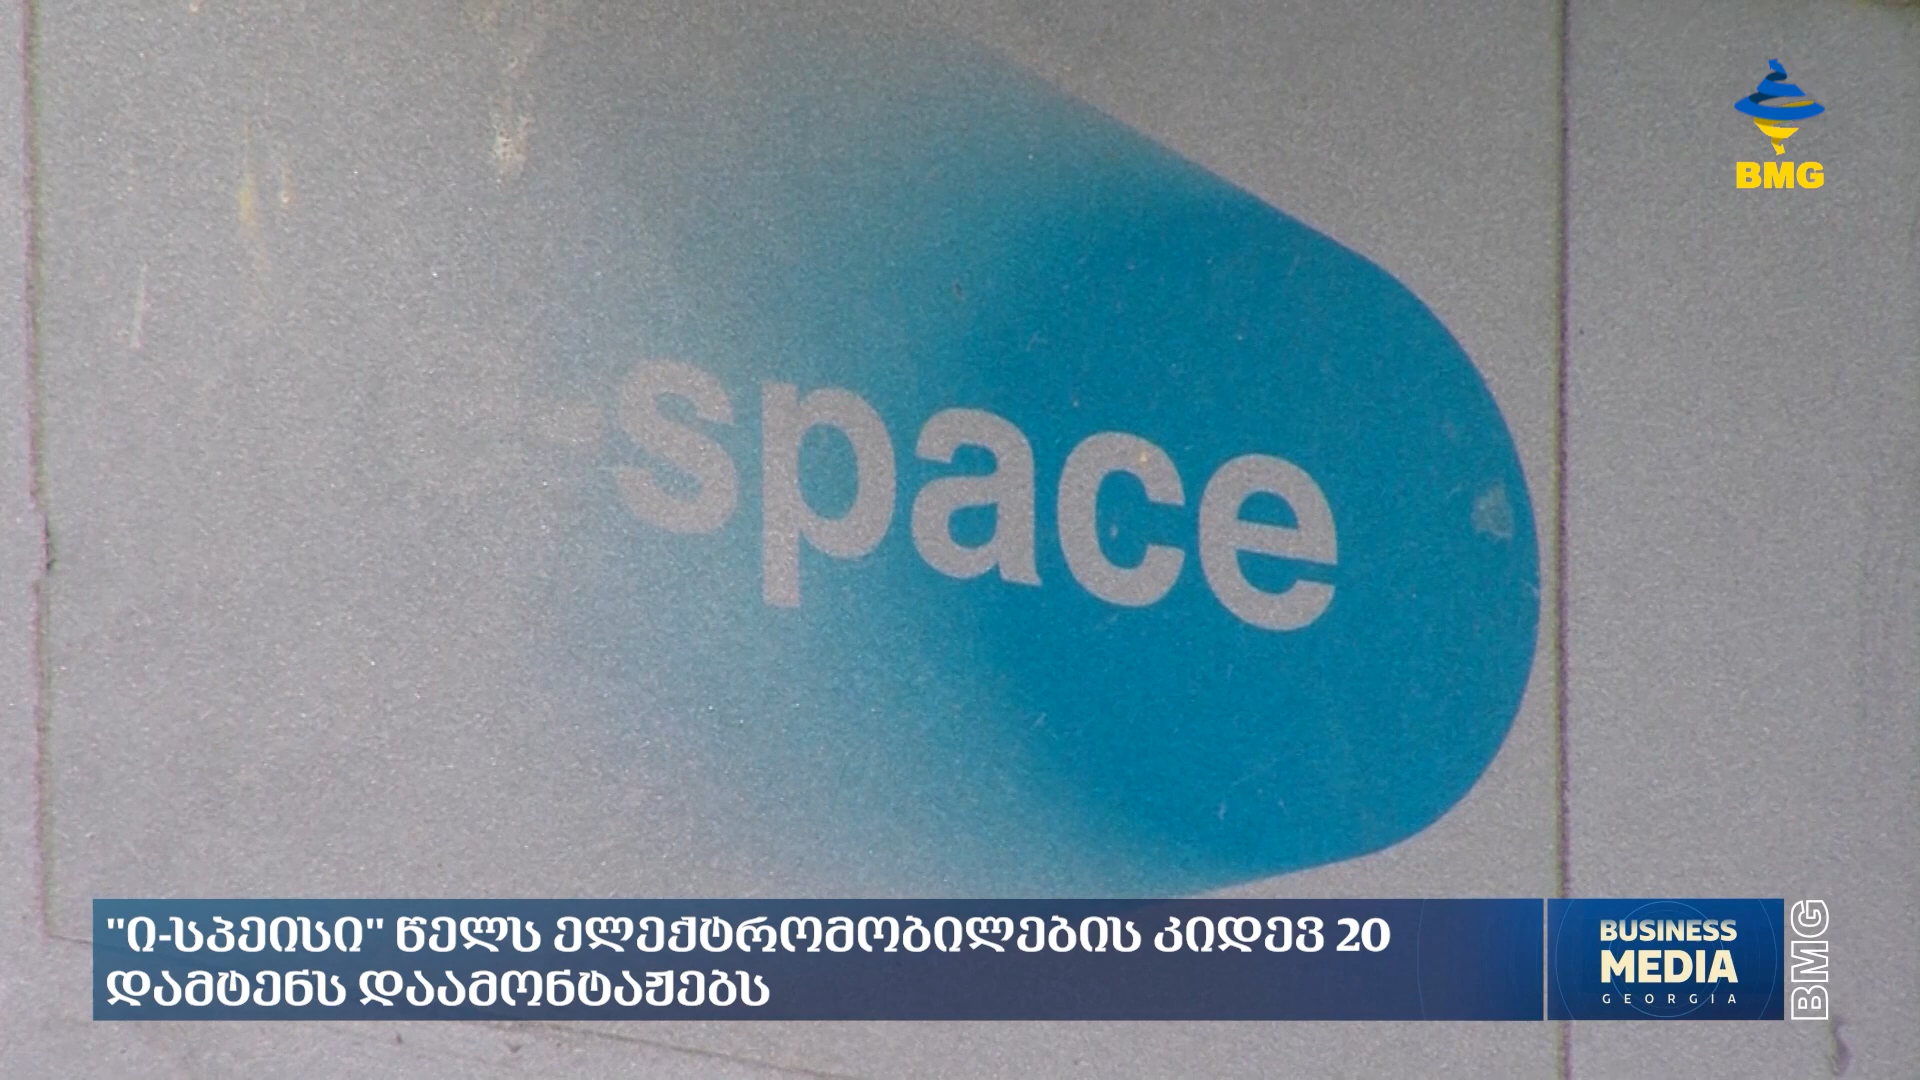 BMG
-space
"ი-სპეისი" წელს ელექტრომობილების კიდევ 20
დამტენს დაამონტაჟებს
BUSINESS
MEDIA
GEORGIA
BMG